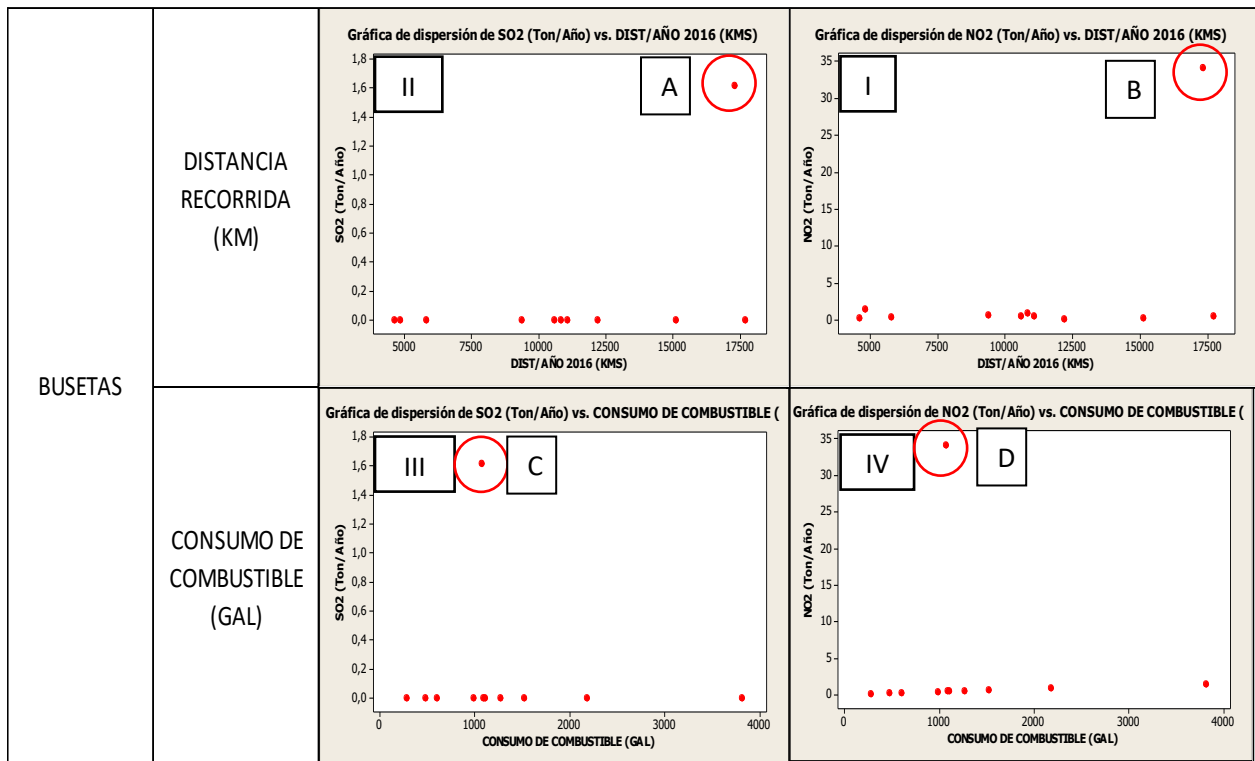 BUSETAS
DISTANCIA
RECORRIDA
(KM)
Gráfica de dispersión de SO2 (Ton/Año) vs. DIST/AÑO 2016 (KMS)
II
A
SO2 (Ton/Año)
1,8
1,6
1,4
1,2
1,0
0,8
0,6
0,4
0,2
0,0
5000 7500 10000 12500 15000 17500
DIST/AÑO 2016 (KMS)
Gráfica de dispersión de NO2 (Ton/Año) vs. DIST/AÑO 2016 (KMS)
I
B
NO2 (Ton/Año)
35
30
25
20
15
10
5
0
5000 7500 10000 12500 15000 17500
DIST/AÑO 2016 (KMS)
CONSUMO DE
COMBUSTIBLE
(GAL)
Gráfica de dispersión de SO2 (Ton/Año) vs. CONSUMO DE COMBUSTIBLE (
III
C
SO2 (Ton/Año)
1,8
1,6
1,4
1,2
1,0
0,8
0,6
0,4
0,2
0,0
0 1000 2000 3000 4000
CONSUMO DE COMBUSTIBLE (GAL)
Gráfica de dispersión de NO2 (Ton/Año) vs. CONSUMO DE COMBUSTIBLE (
IV
D
NO2 (Ton/Año)
35
30
25
20
15
10
5
0
0 1000 2000 3000 4000
CONSUMO DE COMBUSTIBLE (GAL)